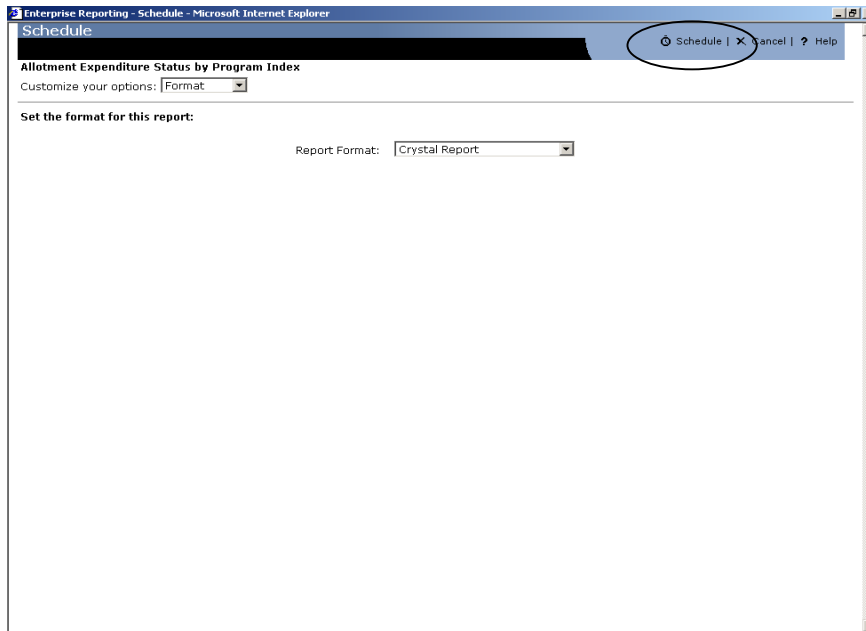 Enterprise Reporting - Schedule - Microsoft Internet Explorer
Schedule
Schedule | Cancel | ? Help
Allotment Expenditure Status by Program Index
Customize your options: Format
Set the format for this report:
Report Format: Crystal Report